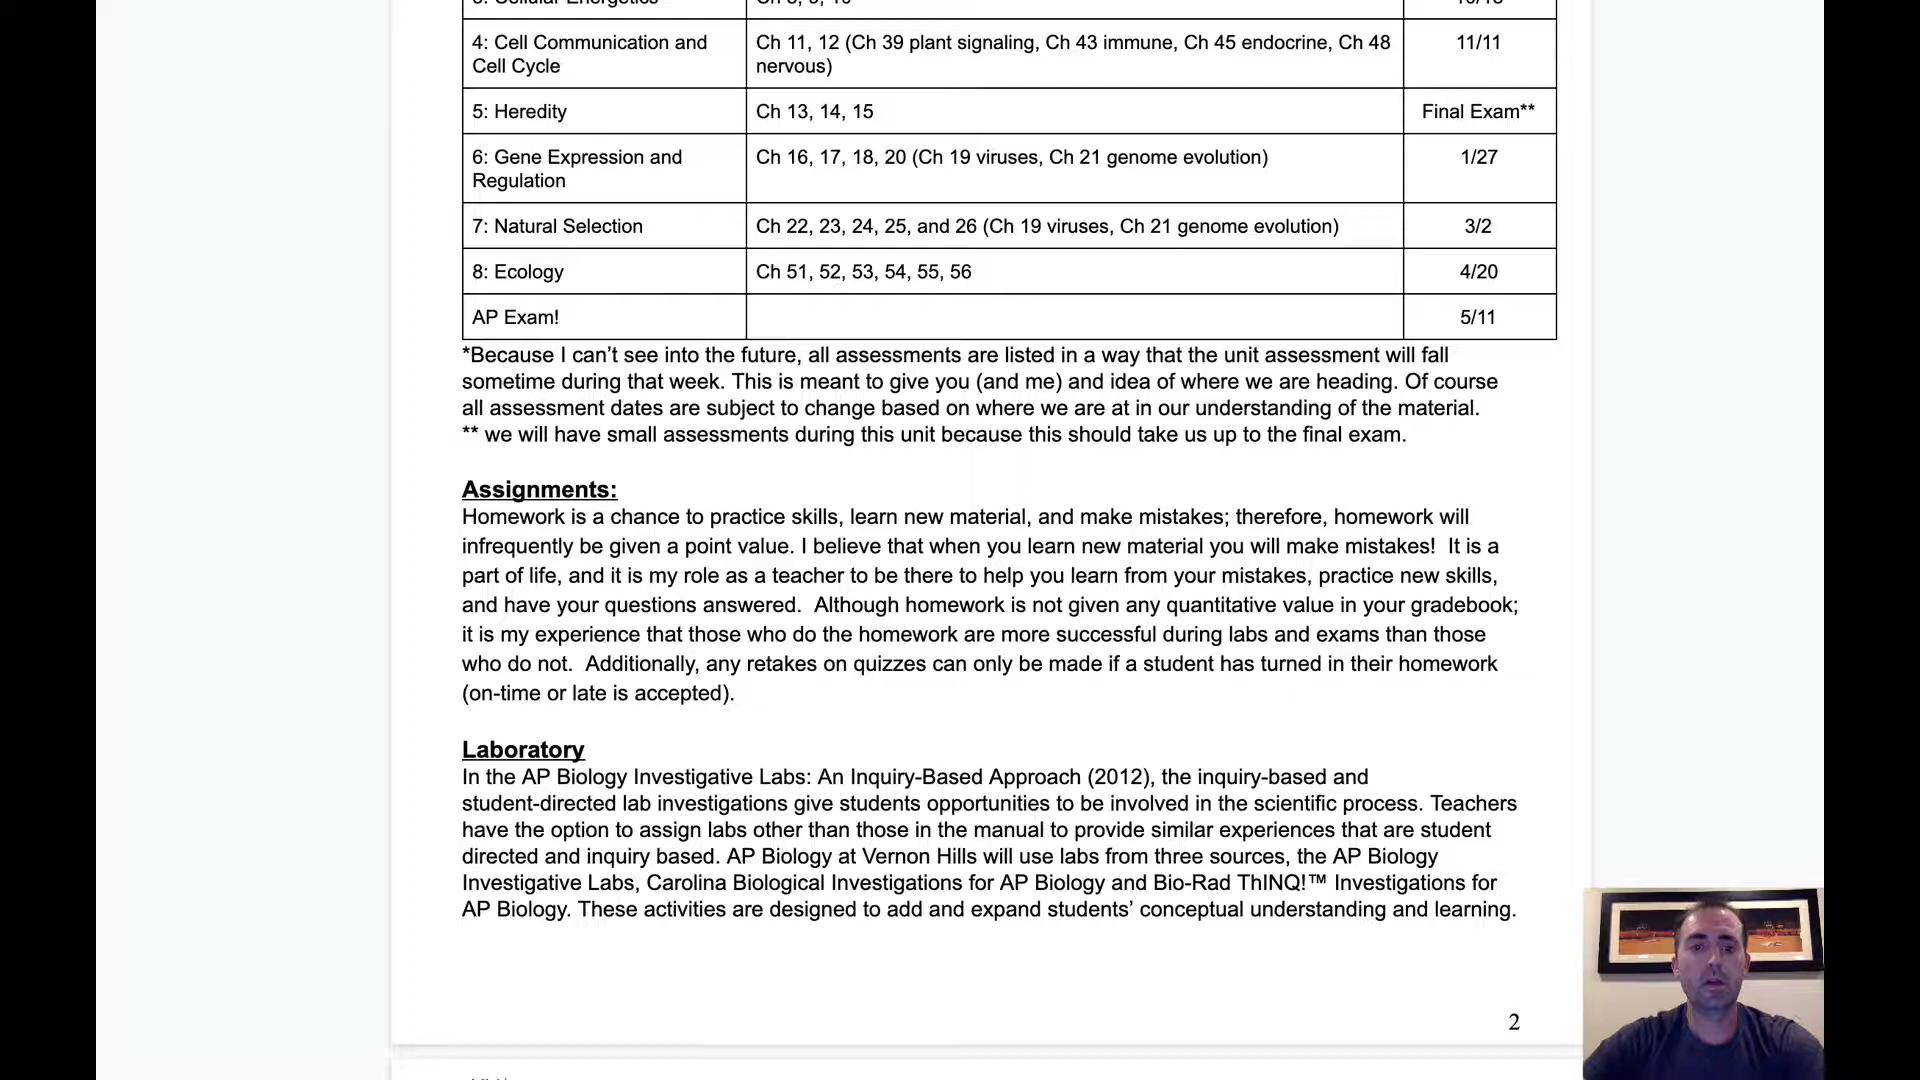 4: Cell Communication and
Cell Cycle
Ch 11, 12 (Ch 39 plant signaling, Ch 43 immune, Ch 45 endocrine, Ch 48
nervous)
11/11
5: Heredity
Ch 13, 14, 15
Final Exam**
6: Gene Expression and
Regulation
Ch 16, 17, 18, 20 (Ch 19 viruses, Ch 21 genome evolution)
1/27
7: Natural Selection
Ch 22, 23, 24, 25, and 26 (Ch 19 viruses, Ch 21 genome evolution)
3/2
8: Ecology
Ch 51, 52, 53, 54, 55, 56
4/20
AP Exam!
5/11
*Because I can’t see into the future, all assessments are listed in a way that the unit assessment will fall
sometime during that week. This is meant to give you (and me) and idea of where we are heading. Of course
all assessment dates are subject to change based on where we are at in our understanding of the material.
** we will have small assessments during this unit because this should take us up to the final exam.
Assignments:
Homework is a chance to practice skills, learn new material, and make mistakes; therefore, homework will
infrequently be given a point value. I believe that when you learn new material you will make mistakes!  It is a
part of life, and it is my role as a teacher to be there to help you learn from your mistakes, practice new skills,
and have your questions answered.  Although homework is not given any quantitative value in your gradebook;
it is my experience that those who do the homework are more successful during labs and exams than those
who do not.  Additionally, any retakes on quizzes can only be made if a student has turned in their homework
(on-time or late is accepted).
Laboratory
In the AP Biology Investigative Labs: An Inquiry-Based Approach (2012), the inquiry-based and
student-directed lab investigations give students opportunities to be involved in the scientific process. Teachers
have the option to assign labs other than those in the manual to provide similar experiences that are student
directed and inquiry based. AP Biology at Vernon Hills will use labs from three sources, the AP Biology
Investigative Labs, Carolina Biological Investigations for AP Biology and Bio-Rad ThINQ!™ Investigations for
AP Biology. These activities are designed to add and expand students’ conceptual understanding and learning.
2